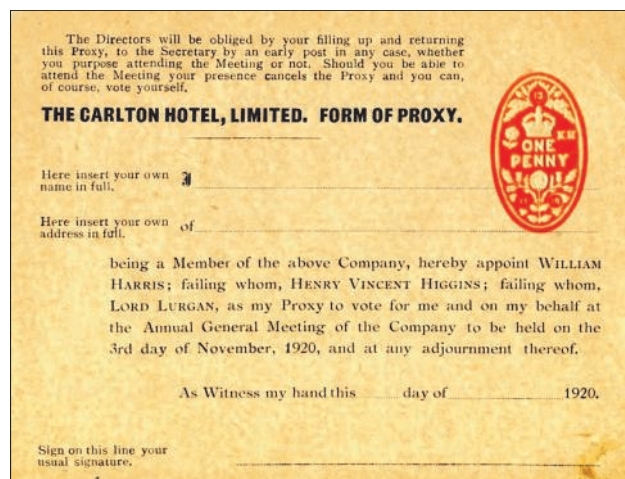 The Directors will be obliged by your filling up and returning
this Proxy, to the Secretary by an early post in any case, whether
you purpose attending the Meeting or not. Should you be able to
attend the Meeting your presence cancels the Proxy and you can,
of course, vote yourself.
THE CARLTON HOTEL, LIMITED. FORM OF PROXY.
ONE
PENNY
Here insert your own
name in full.
I
Here insert your own
address in full.
of
being a Member of the above Company, hereby appoint WILLIAM
HARRIS; failing whom, HENRY VINCENT HIGGINS; failing whom,
LORD LURGAN, as my Proxy to vote for me and on my behalf at
the Annual General Meeting of the Company to be held on the
3rd day of November, 1920, and at any adjournment thereof.
As Witness my hand this day of 1920.
Sign on this line your
usual signature.